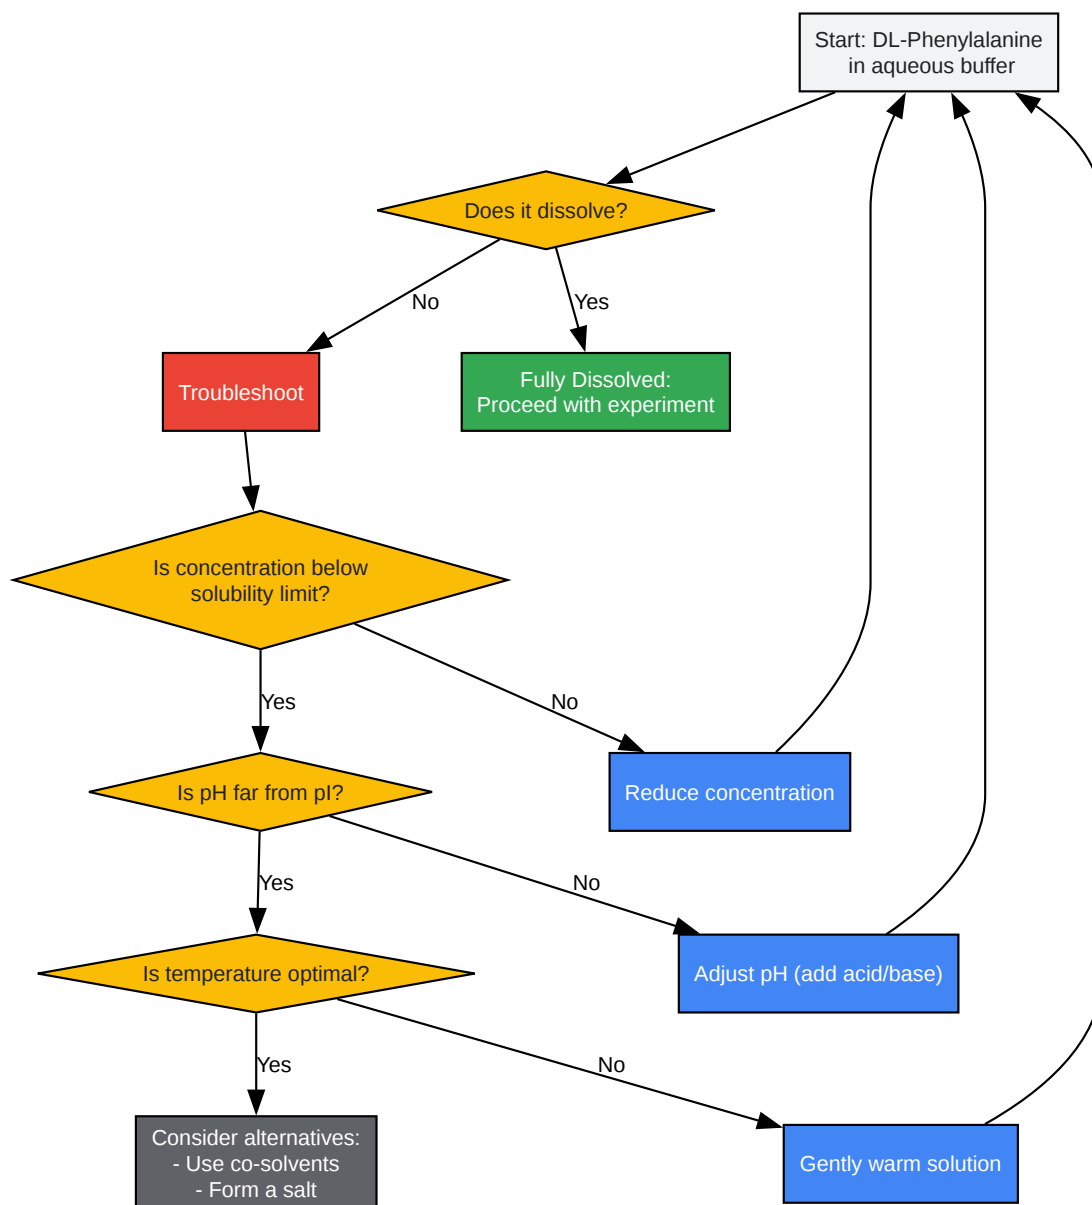 Start: DL-Phenylalanine
in aqueous buffer
Does it dissolve?
No
Yes
Troubleshoot
Fully Dissolved:
Proceed with experiment
Is concentration below
solubility limit?
Yes
No
Is pH far from pI?
Reduce concentration
Yes
No
Is temperature optimal?
Adjust pH (add acid/base)
Yes
No
Consider alternatives:
- Use co-solvents
- Form a salt
Gently warm solution